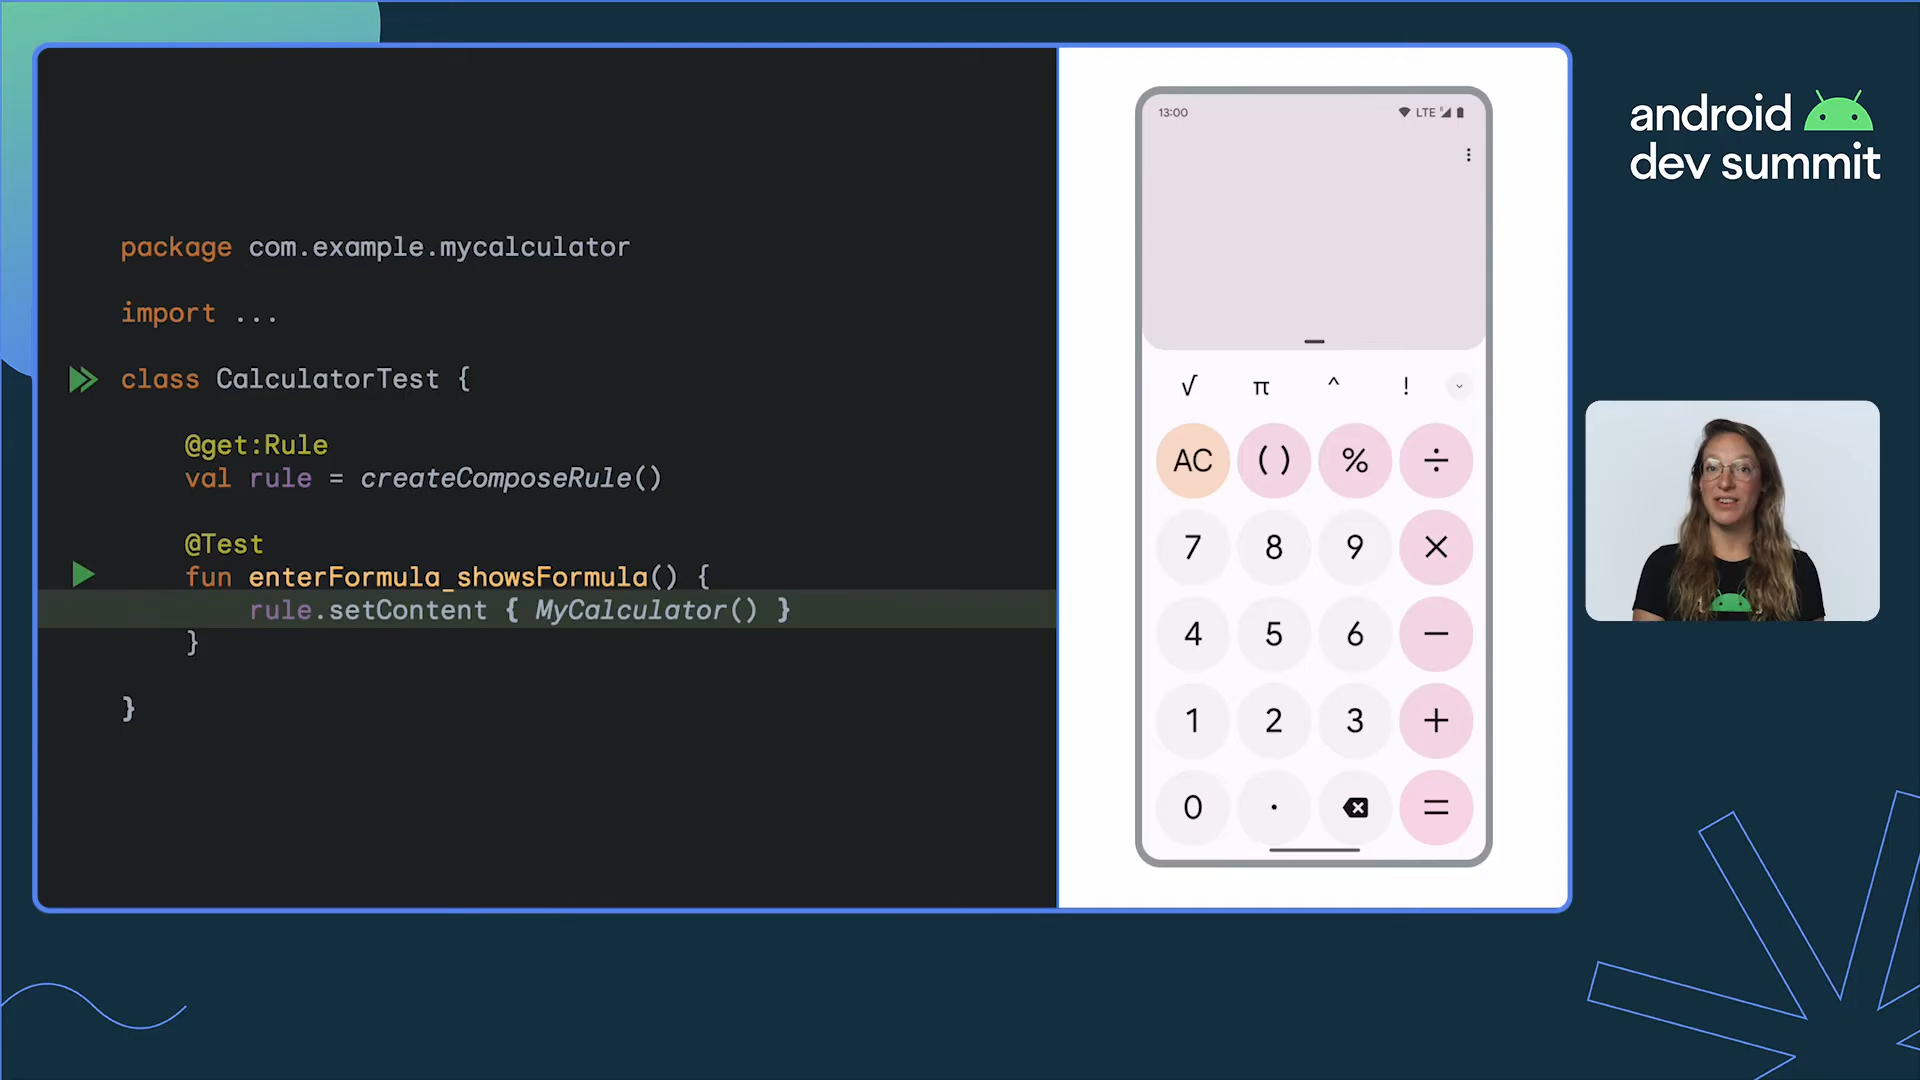 package com.example.mycalculator
import ...
class CalculatorTest {
@get:Rule
val rule = createComposeRule()
@Test
fun enterFormula_showsFormula() {
rule.setContent { MyCalculator() }
}
}
13:00 LTE
√ π ^ !
AC ( ) % ÷
7 8 9 ×
4 5 6 −
1 2 3 +
0 . =
android
dev summit